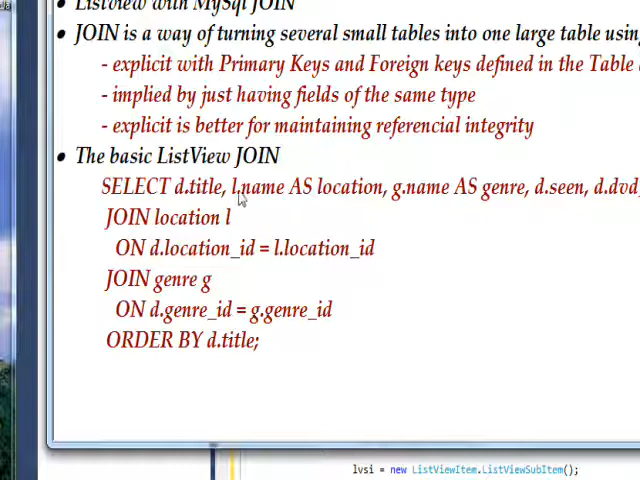 Listview with MySql JOIN
• JOIN is a way of turning several small tables into one large table using
- explicit with Primary Keys and Foreign keys defined in the Table
- implied by just having fields of the same type
- explicit is better for maintaining referencial integrity
• The basic ListView JOIN
SELECT d.title, l.name AS location, g.name AS genre, d.seen, d.dvd
JOIN location l
ON d.location_id = l.location_id
JOIN genre g
ON d.genre_id = g.genre_id
ORDER BY d.title;
lvsi = new ListViewItem.ListViewSubItem();